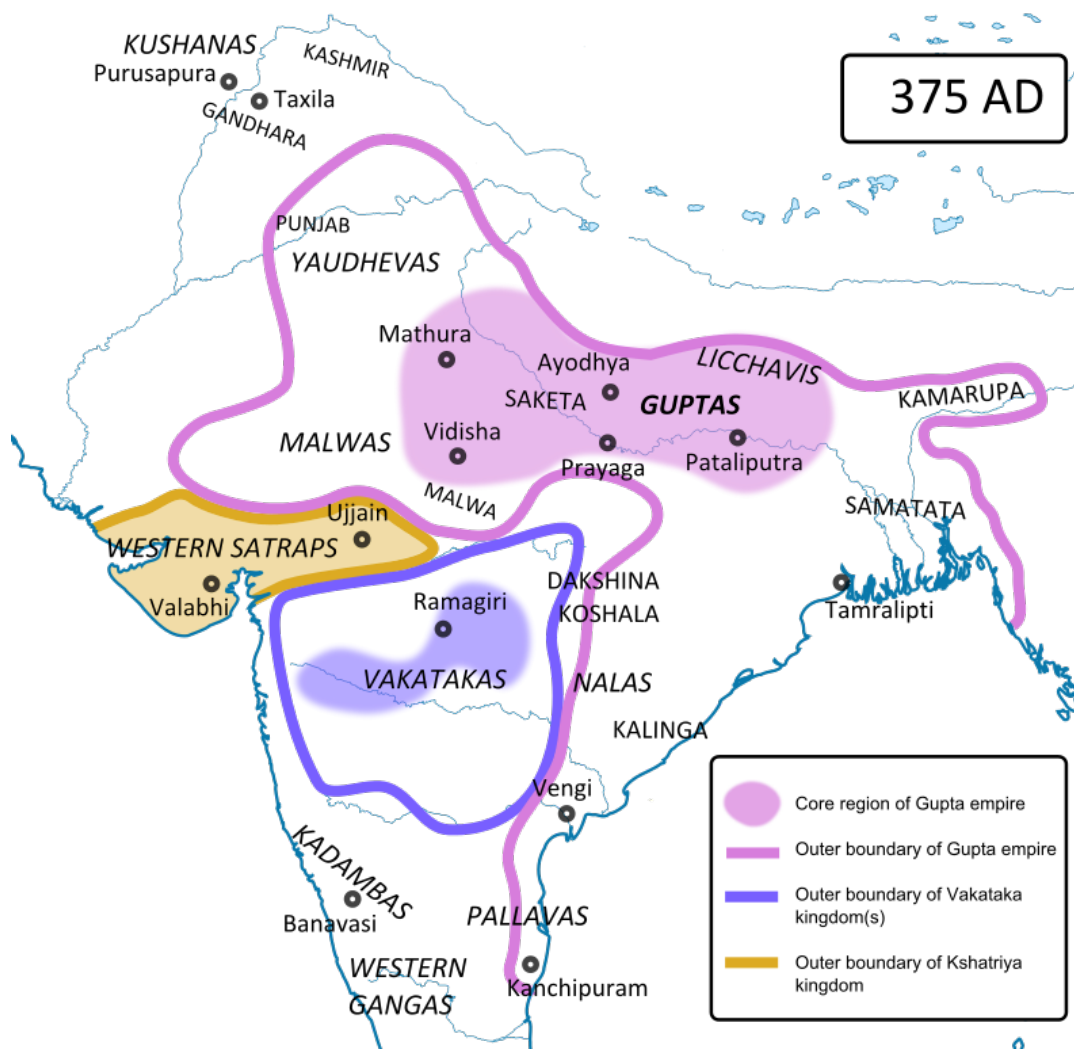 KUSHANAS
Purusapura
KASHMIR
Taxila
GANDHARA
375 AD
PUNJAB
YAUDHEVAS
Mathura
Ayodhya
LICCHAVIS
SAKETA
GUPTAS
KAMARUPA
MALWAS
Vidisha
Prayaga
Pataliputra
MALWA
SAMATATA
Ujjain
WESTERN SATRAPS
Valabhi
DAKSHINA
KOSHALA
Tamralipti
Ramagiri
VAKATAKAS
NALAS
KALINGA
Vengi
KADAMBAS
Banavasi
PALLAVAS
WESTERN
GANGAS
Kanchipuram
Core region of Gupta empire
Outer boundary of Gupta empire
Outer boundary of Vakataka
kingdom(s)
Outer boundary of Kshatriya
kingdom